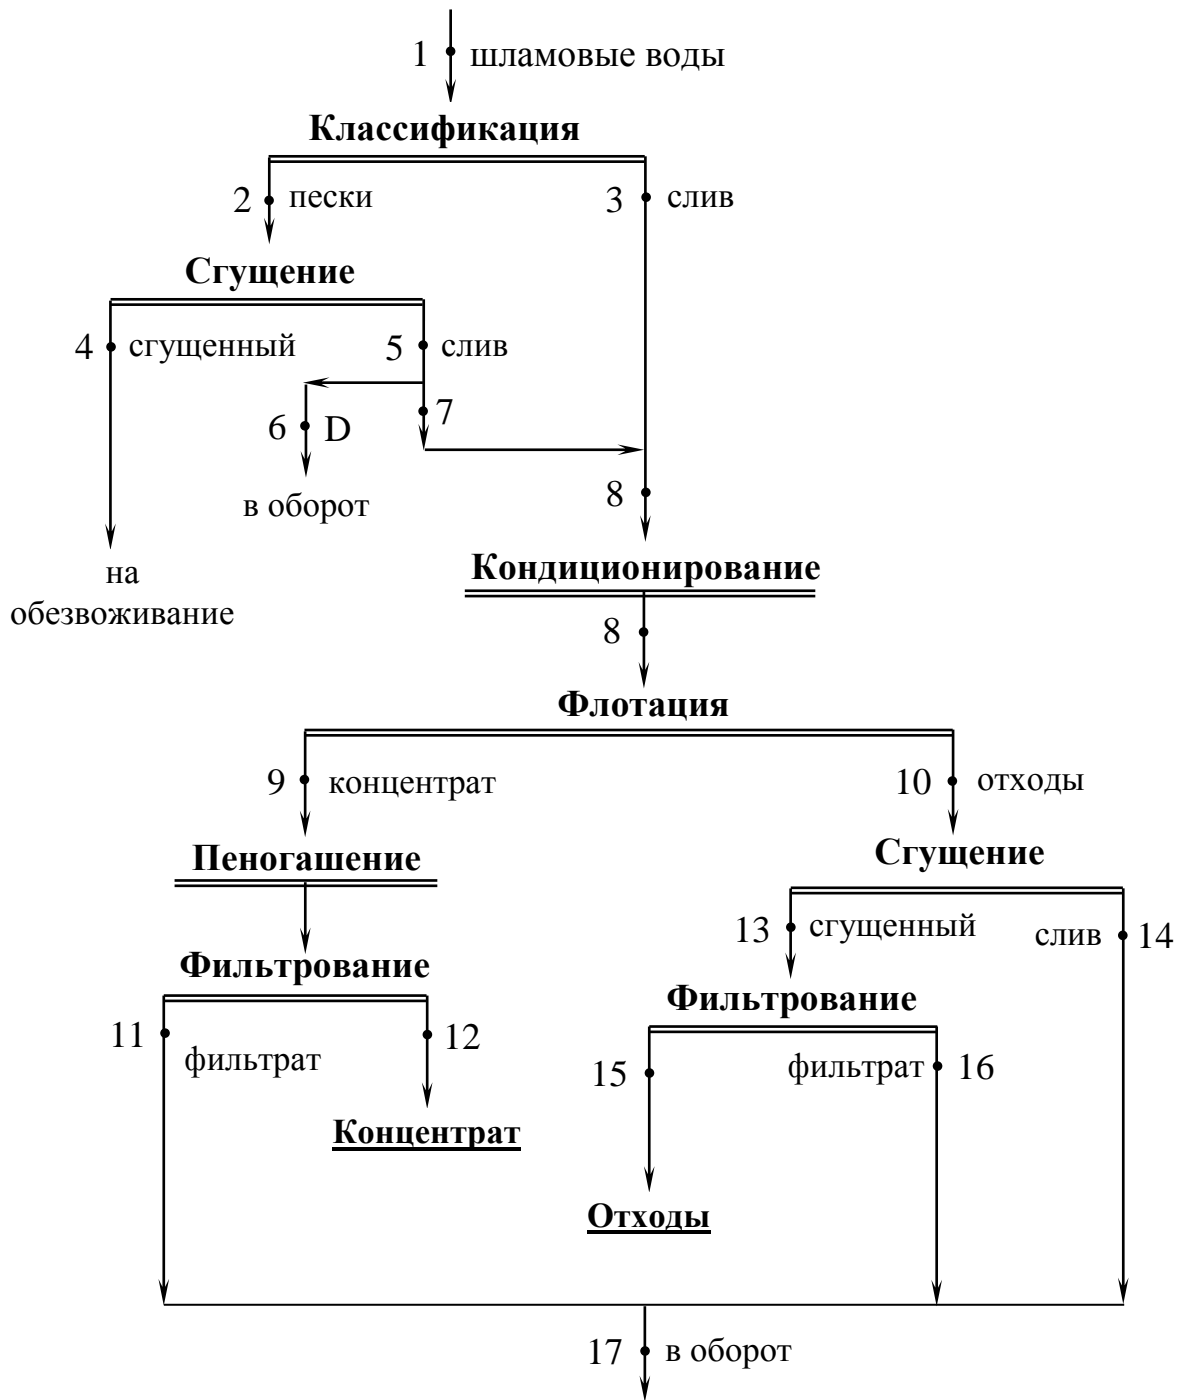 1 шламовые воды
Классификация
2 пески
3 слив
Сгущение
4 сгущенный
5 слив
6 D
7
в оборот
8
на
обезвоживание
Кондиционирование
8
Флотация
9 концентрат
10 отходы
Пеногашение
Сгущение
13 сгущенный
слив 14
Фильтрование
Фильтрование
11 фильтрат
12
15
фильтрат 16
Концентрат
Отходы
17 в оборот